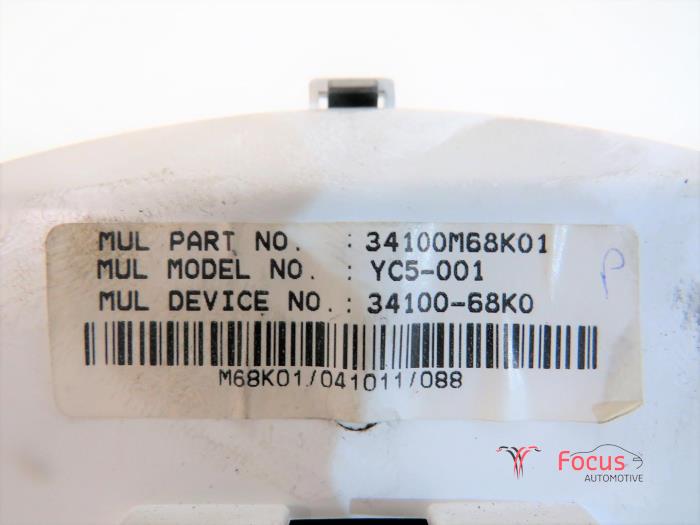 MUL PART NO. : 34100M68K01
MUL MODEL NO. : YC5-001
MUL DEVICE NO.: 34100-68K0
M68K01/041011/088
P
Focus
AUTOMOTIVE